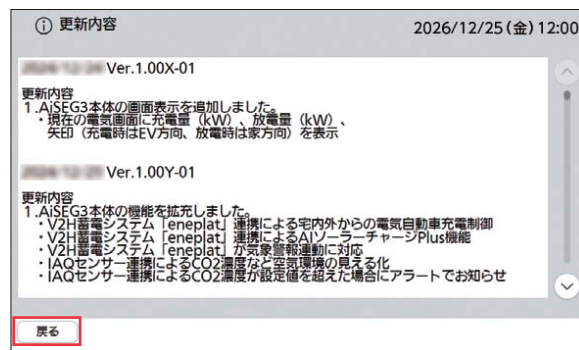 更新内容
2026/12/25(金) 12:00
Ver.1.00X-01
更新内容
1.AiSEG3本体の画面表示を追加しました。
・現在の電気画面に充電量(kW)、放電量(kW)、
矢印(充電時はEV方向、放電時は家方向)を表示
Ver.1.00Y-01
更新内容
1.AiSEG3本体の機能を拡充しました。
・V2H蓄電システム「eneplat」連携による宅内外からの電気自動車充電制御
・V2H蓄電システム「eneplat」連携によるAIソーラーチャージPlus機能
・V2H蓄電システム「eneplat」が気象警報連動に対応
・IAQセンサー連携によるCO2濃度など空気環境の見える化
・IAQセンサー連携によるCO2濃度が設定値を超えた場合にアラートでお知らせ
戻る